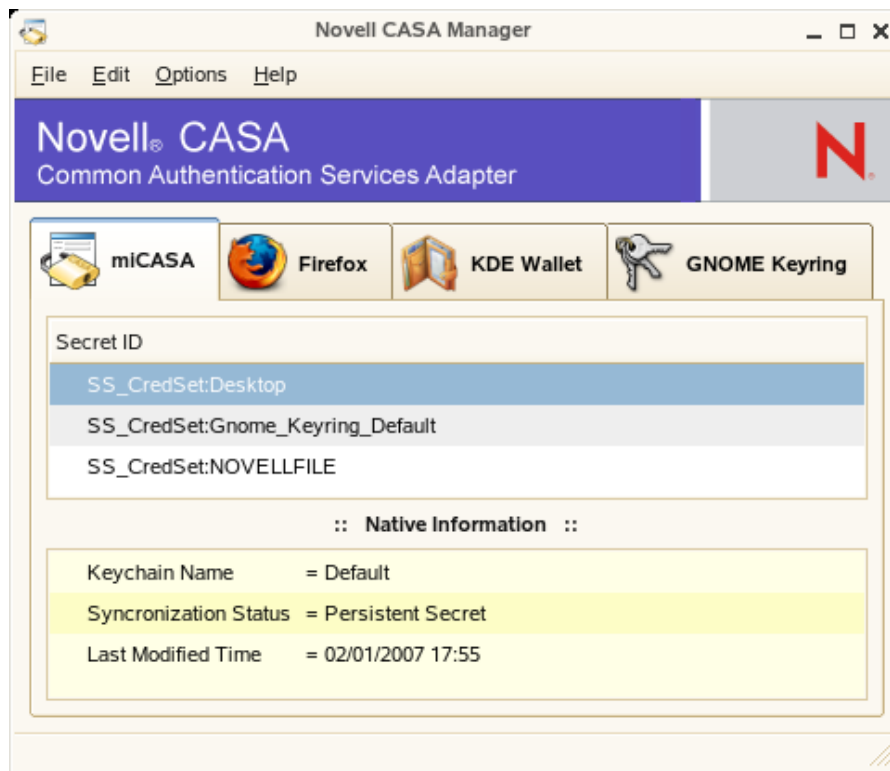 Novell CASA Manager
File Edit Options Help
Novell® CASA
Common Authentication Services Adapter
N
miCASA Firefox KDE Wallet GNOME Keyring
Secret ID
SS_CredSet:Desktop
SS_CredSet:Gnome_Keyring_Default
SS_CredSet:NOVELLFILE
:: Native Information ::
Keychain Name = Default
Syncronization Status = Persistent Secret
Last Modified Time = 02/01/2007 17:55